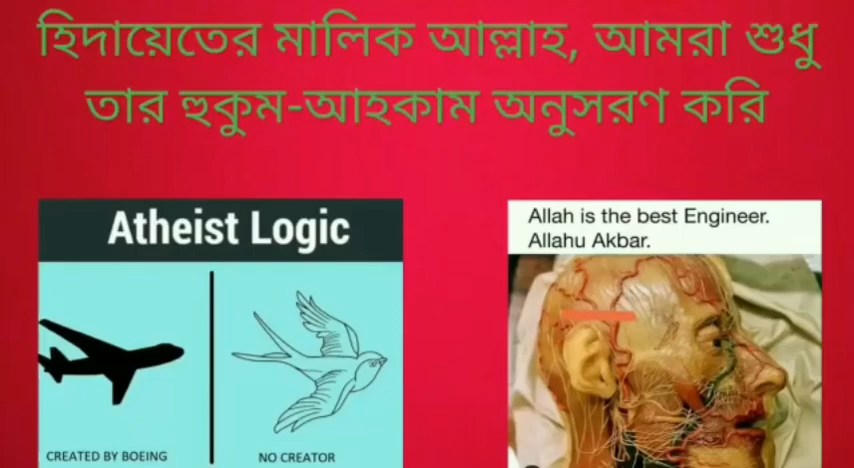 হিদায়েতের মালিক আল্লাহ, আমরা শুধু
তার হুকুম-আহকাম অনুসরণ করি
Atheist Logic
CREATED BY BOEING
NO CREATOR
Allah is the best Engineer.
Allahu Akbar.